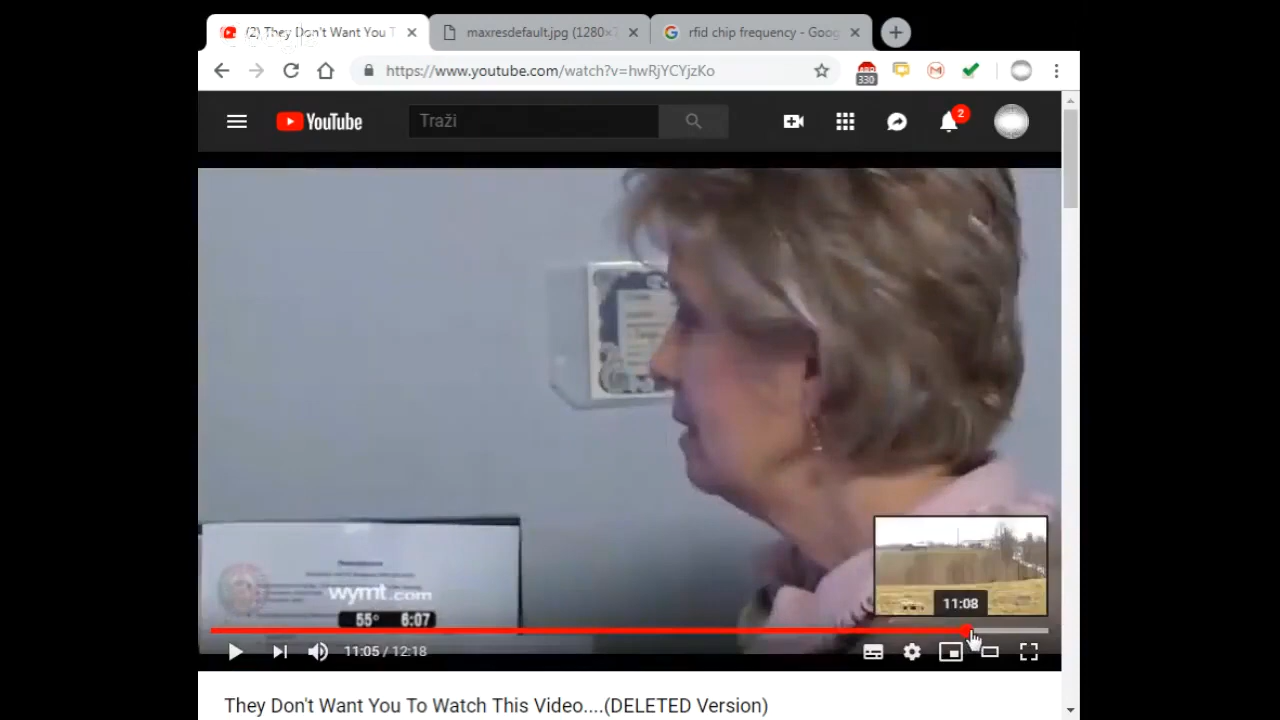 (2) They Don't Want You T
maxresdefault.jpg (1280×7
rfid chip frequency - Goog
https://www.youtube.com/watch?v=hwRjYCYjzKo
330
YouTube
Traži
2
wymt.com
55° 6:07
11:08
11:05 / 12:18
They Don't Want You To Watch This Video....(DELETED Version)